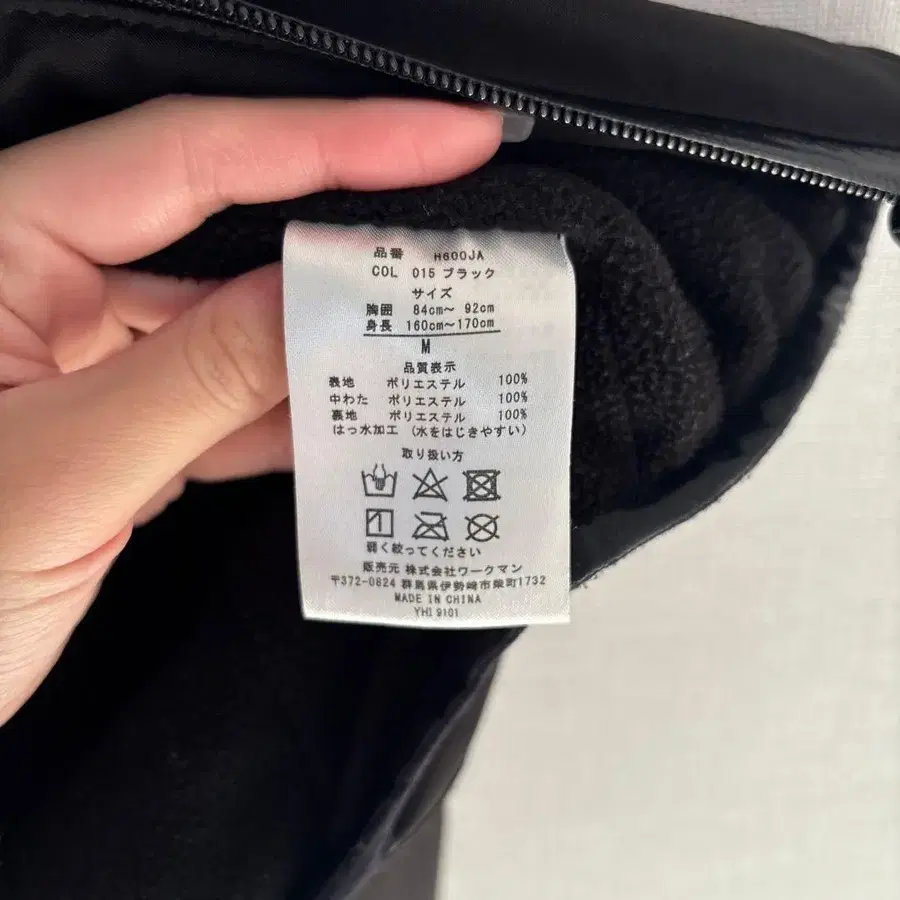 品番 H600JA
COL 015 ブラック
サイズ
胸囲 84cm～ 92cm
身長 160cm～170cm
M
品質表示
表地 ポリエステル 100%
中わた ポリエステル 100%
裏地 ポリエステル 100%
はっ水加工 (水をはじきやすい)
取り扱い方
弱く絞ってください
販売元 株式会社ワークマン
〒372-0824 群馬県伊勢崎市柴町1732
MADE IN CHINA
YHI 9101